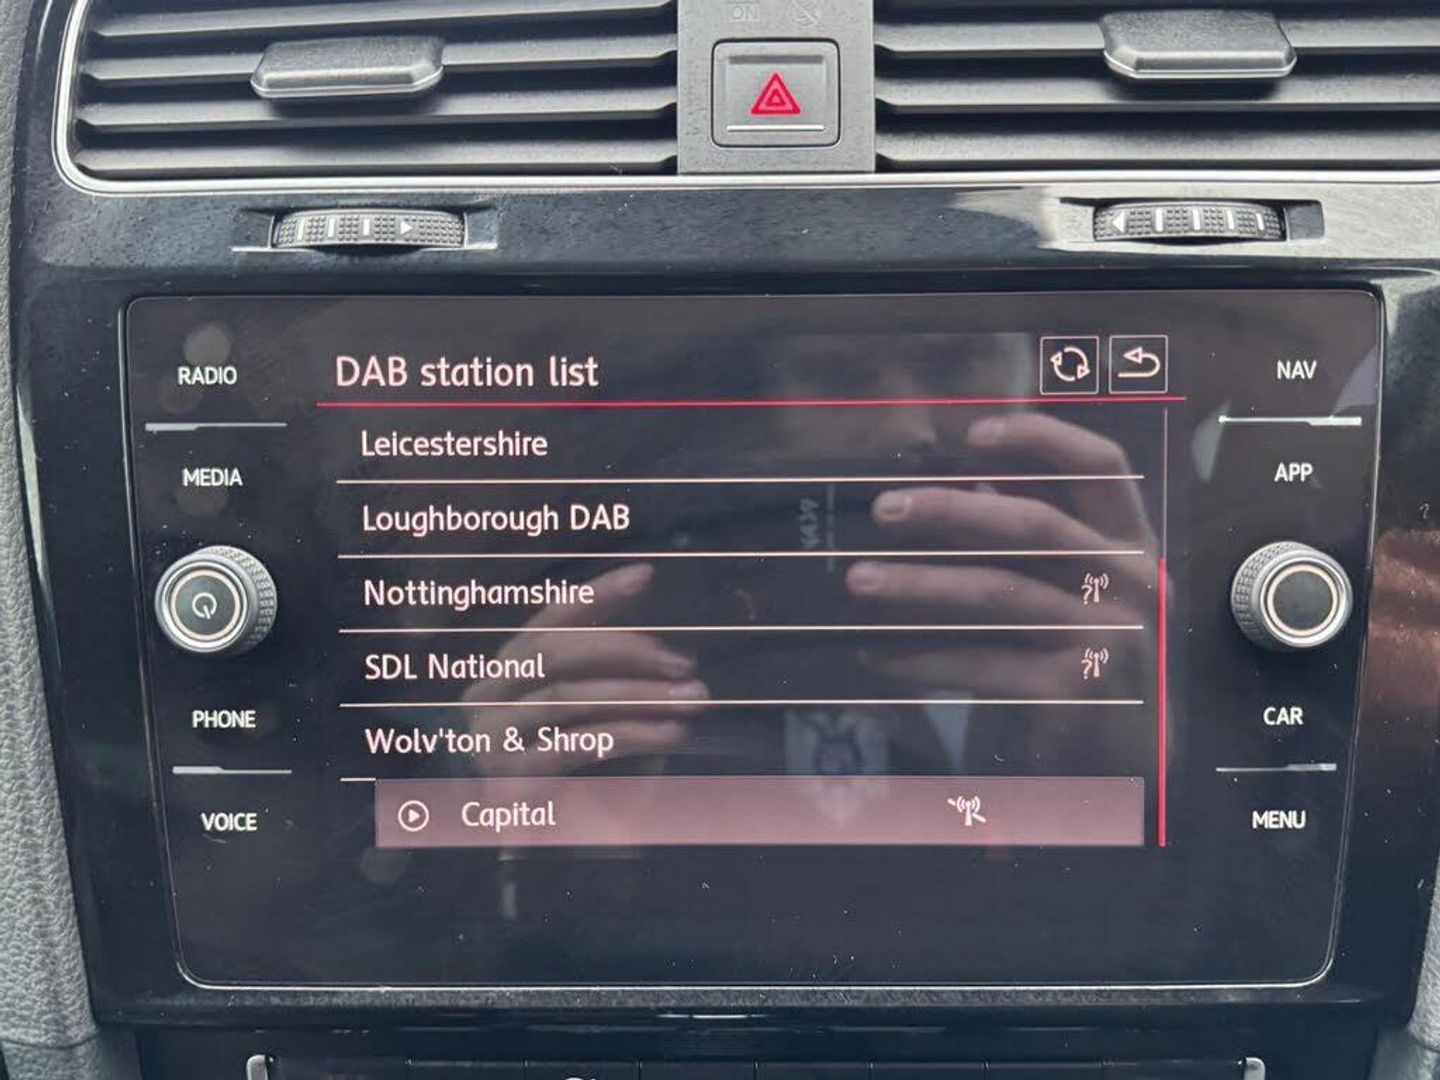 ON
RADIO
DAB station list
NAV
MEDIA
Leicestershire
APP
Loughborough DAB
Nottinghamshire
SDL National
PHONE
Wolv'ton & Shrop
CAR
VOICE
Capital
MENU